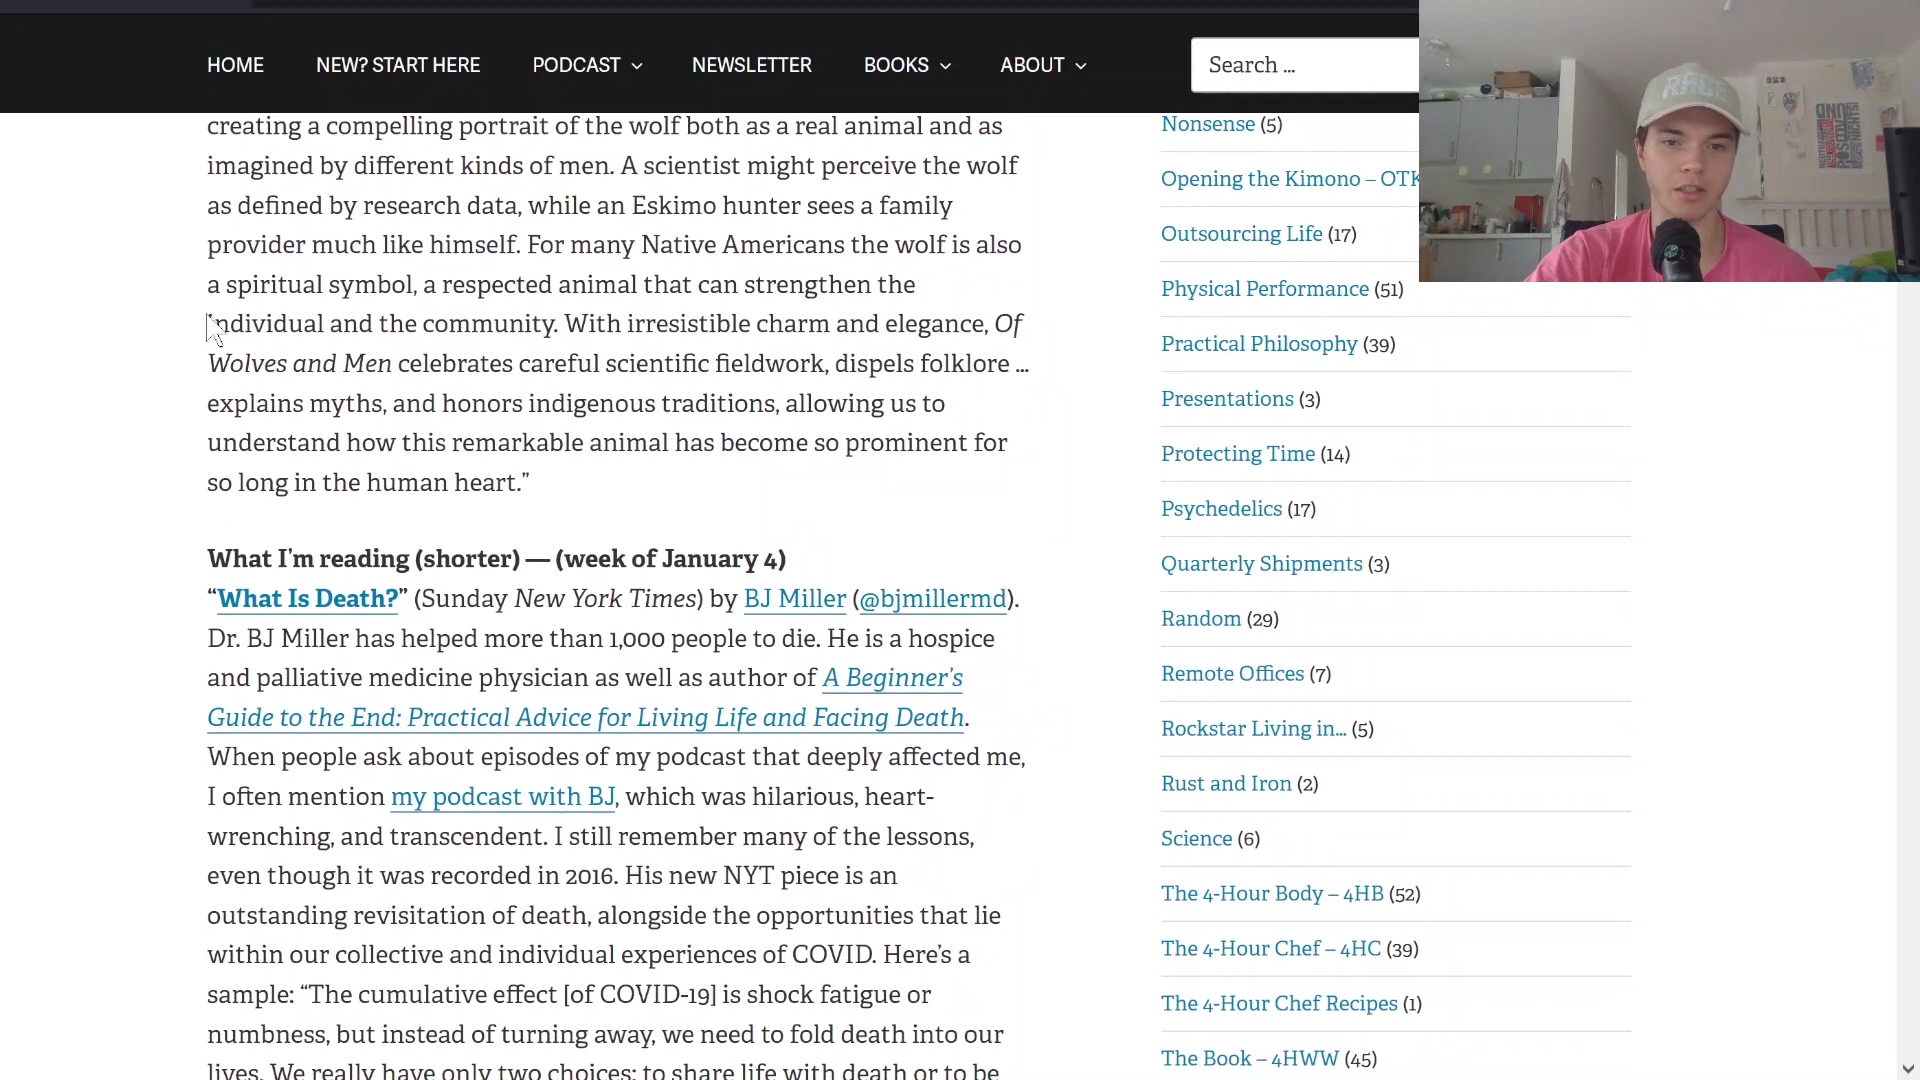 HOME
NEW? START HERE
PODCAST
NEWSLETTER
BOOKS
ABOUT
Search ...
creating a compelling portrait of the wolf both as a real animal and as
imagined by different kinds of men. A scientist might perceive the wolf
as defined by research data, while an Eskimo hunter sees a family
provider much like himself. For many Native Americans the wolf is also
a spiritual symbol, a respected animal that can strengthen the
individual and the community. With irresistible charm and elegance, Of
Wolves and Men celebrates careful scientific fieldwork, dispels folklore ...
explains myths, and honors indigenous traditions, allowing us to
understand how this remarkable animal has become so prominent for
so long in the human heart.”
What I’m reading (shorter) — (week of January 4)
“What Is Death?” (Sunday New York Times) by BJ Miller (@bjmillermd).
Dr. BJ Miller has helped more than 1,000 people to die. He is a hospice
and palliative medicine physician as well as author of A Beginner’s
Guide to the End: Practical Advice for Living Life and Facing Death.
When people ask about episodes of my podcast that deeply affected me,
I often mention my podcast with BJ, which was hilarious, heart-
wrenching, and transcendent. I still remember many of the lessons,
even though it was recorded in 2016. His new NYT piece is an
outstanding revisitation of death, alongside the opportunities that lie
within our collective and individual experiences of COVID. Here’s a
sample: “The cumulative effect [of COVID-19] is shock fatigue or
numbness, but instead of turning away, we need to fold death into our
lives. We really have only two choices: to share life with death or to be
Nonsense (5)
Opening the Kimono – OTK
Outsourcing Life (17)
Physical Performance (51)
Practical Philosophy (39)
Presentations (3)
Protecting Time (14)
Psychedelics (17)
Quarterly Shipments (3)
Random (29)
Remote Offices (7)
Rockstar Living in... (5)
Rust and Iron (2)
Science (6)
The 4-Hour Body – 4HB (52)
The 4-Hour Chef – 4HC (39)
The 4-Hour Chef Recipes (1)
The Book – 4HWW (45)
RAGE